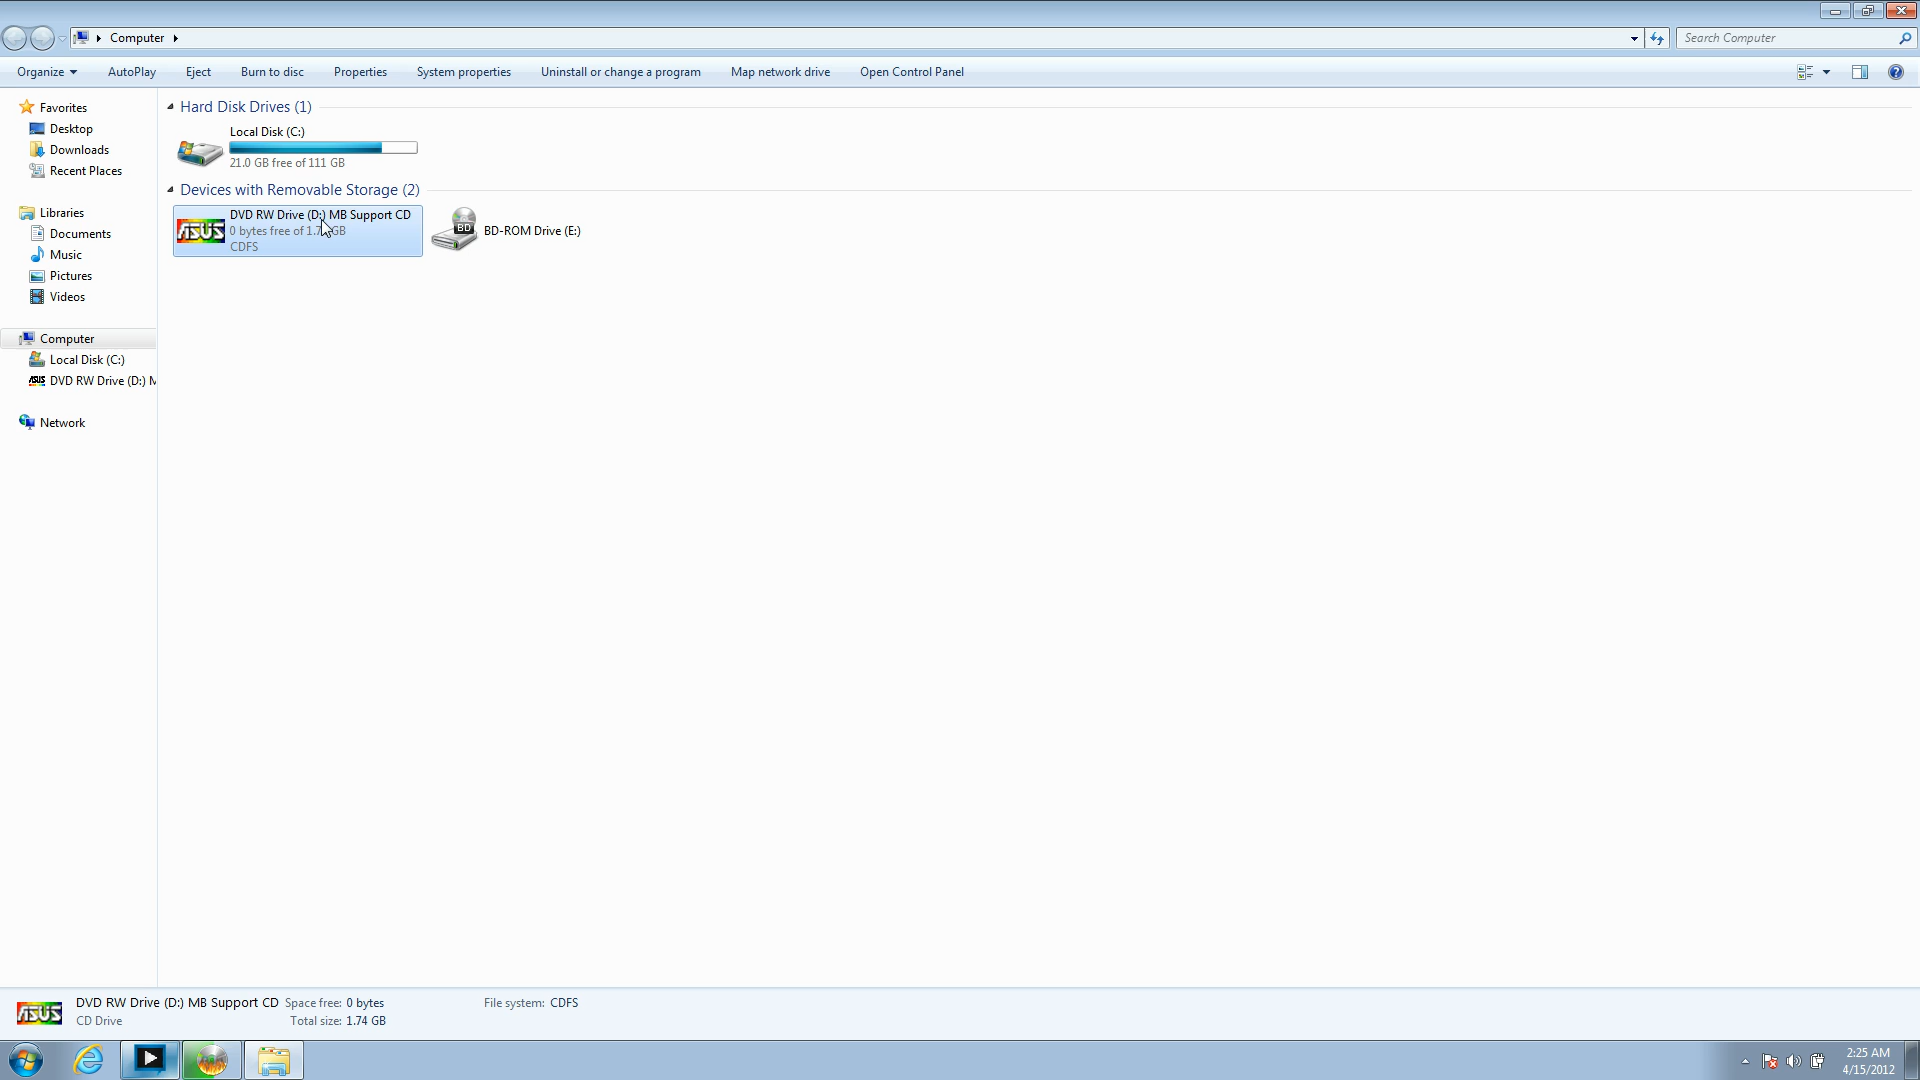 Computer
Search Computer
Organize
AutoPlay
Eject
Burn to disc
Properties
System properties
Uninstall or change a program
Map network drive
Open Control Panel
Favorites
Desktop
Downloads
Recent Places
Libraries
Documents
Music
Pictures
Videos
Computer
Local Disk (C:)
DVD RW Drive (D:) M
Network
Hard Disk Drives (1)
Local Disk (C:)
21.0 GB free of 111 GB
Devices with Removable Storage (2)
ASUS
DVD RW Drive (D:) MB Support CD
0 bytes free of 1.7 GB
CDFS
BD
BD-ROM Drive (E:)
ASUS
DVD RW Drive (D:) MB Support CD
CD Drive
Space free: 0 bytes
Total size: 1.74 GB
File system: CDFS
2:25 AM
4/15/2012